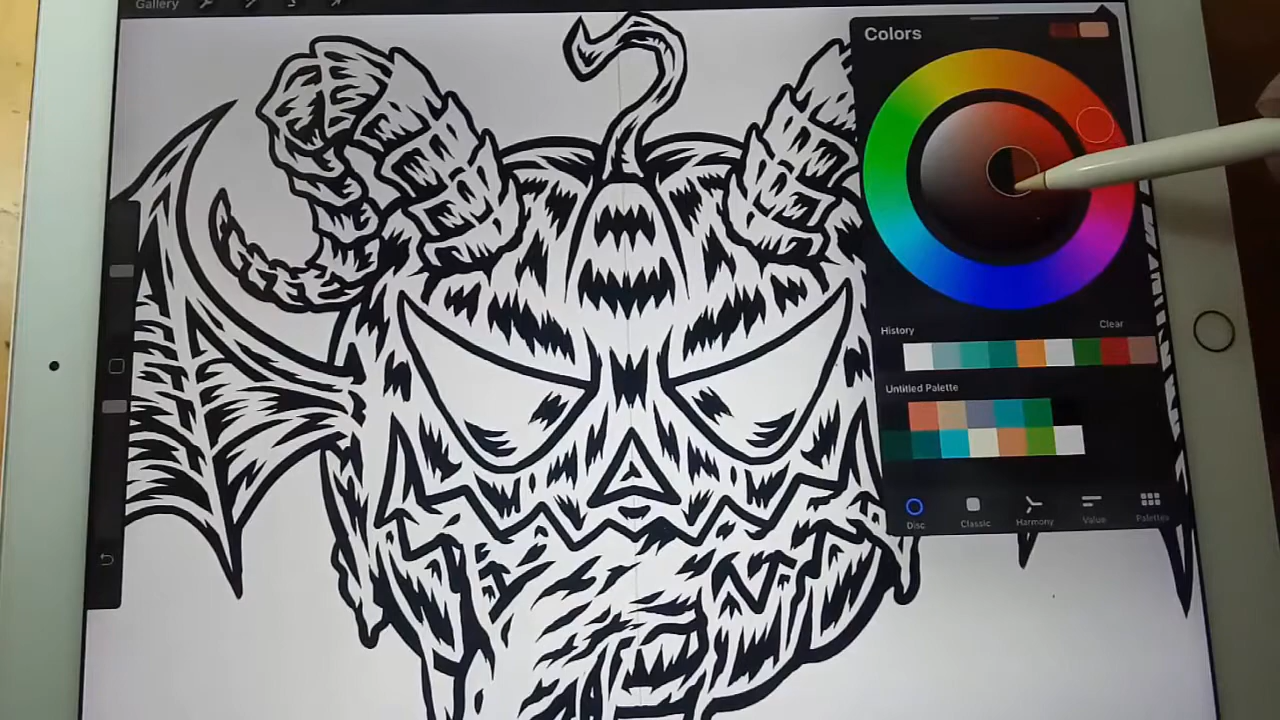 Gallery
Colors
History
Clear
Untitled Palette
Disc
Classic
Harmony
Value
Palettes